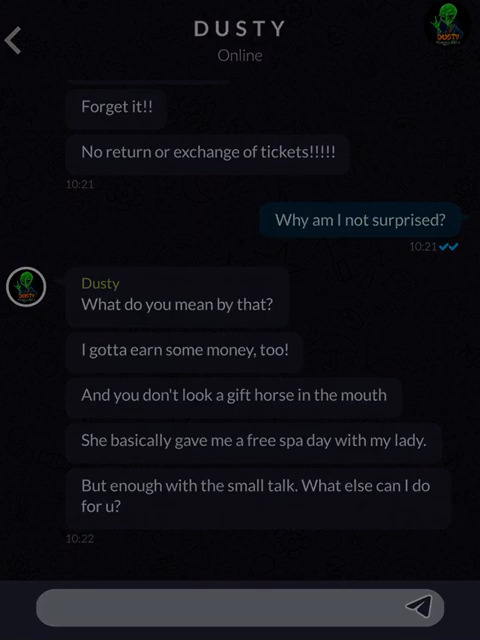 DUSTY
Online
DUSTY
Forget it!!
No return or exchange of tickets!!!!!
10:21
Why am I not surprised?
10:21
Dusty
What do you mean by that?
DUSTY
I gotta earn some money, too!
And you don't look a gift horse in the mouth
She basically gave me a free spa day with my lady.
But enough with the small talk. What else can I do
for u?
10:22